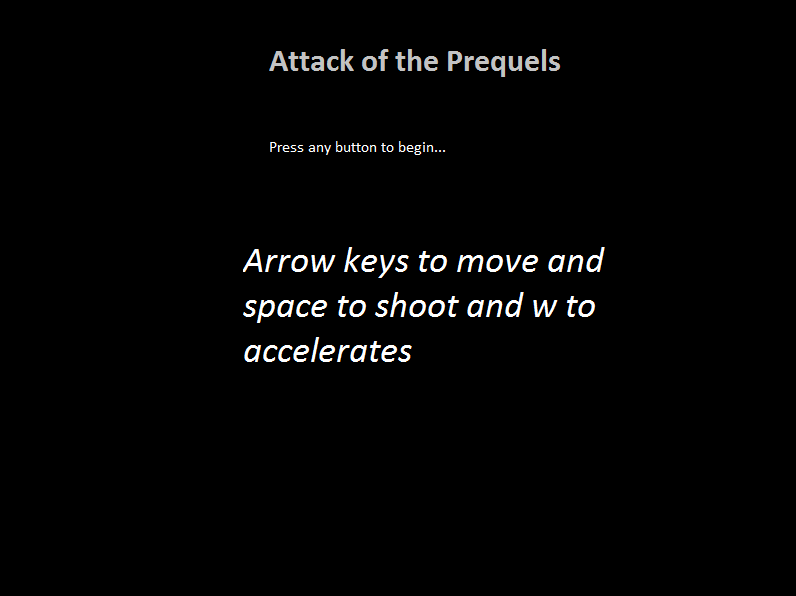 Attack of the Prequels
Press any button to begin...
Arrow keys to move and
space to shoot and w to
accelerates